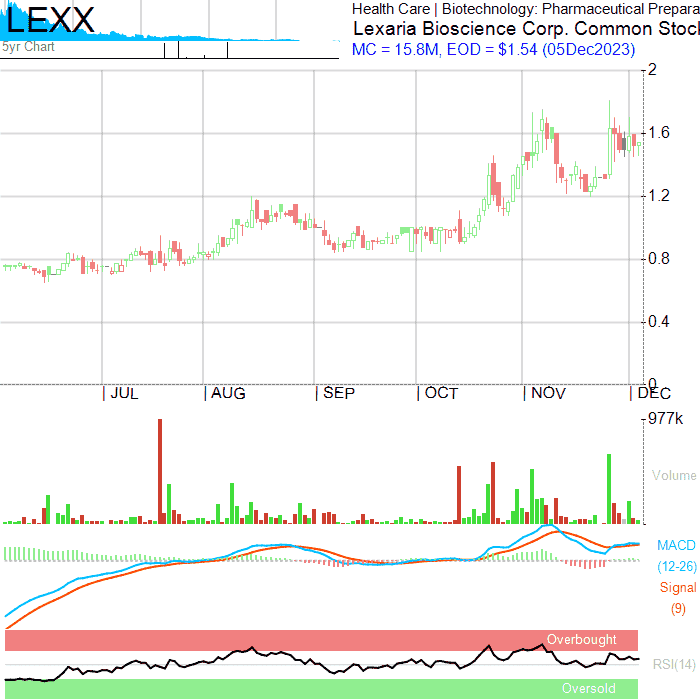 LEXX
Health Care | Biotechnology: Pharmaceutical Prepara
Lexaria Bioscience Corp. Common Stoc
MC = 15.8M, EOD = $1.54 (05Dec2023)
5yr Chart
2
1.6
1.2
0.8
0.4
0
JUL AUG SEP OCT NOV DEC
977k
Volume
MACD
(12-26)
Signal
(9)
Overbought
RSI(14)
Oversold